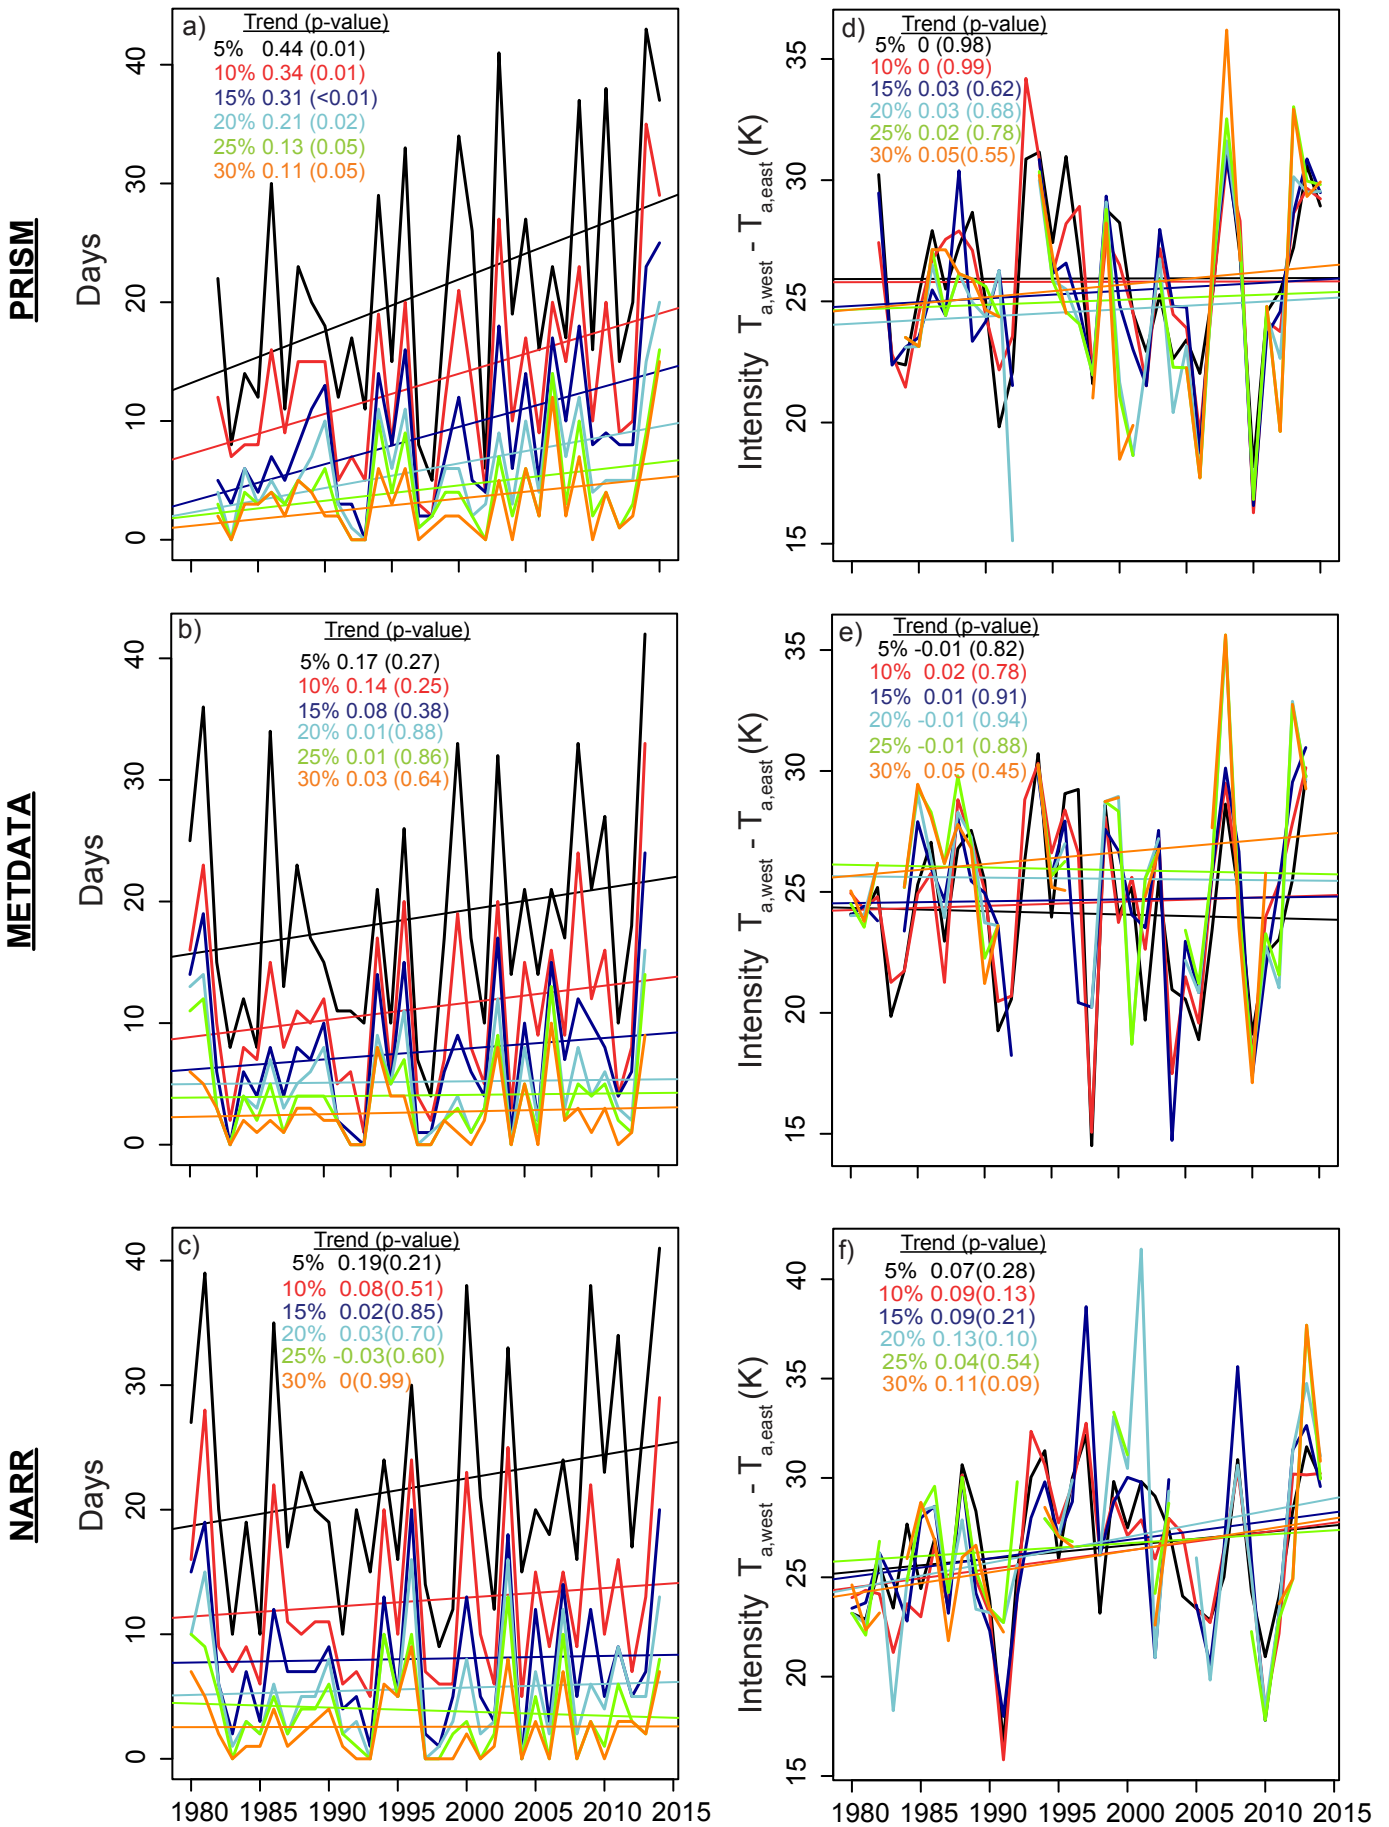 PRISM
a)
Trend (p-value)
5% 0.44 (0.01)
10% 0.34 (0.01)
15% 0.31 (<0.01)
20% 0.21 (0.02)
25% 0.13 (0.05)
30% 0.11 (0.05)
Days
40
30
20
10
0
d)
Trend (p-value)
5% 0 (0.98)
10% 0 (0.99)
15% 0.03 (0.62)
20% 0.03 (0.68)
25% 0.02 (0.78)
30% 0.05(0.55)
Intensity Ta,west - Ta,east (K)
35
30
25
20
15
METDATA
b)
Trend (p-value)
5% 0.17 (0.27)
10% 0.14 (0.25)
15% 0.08 (0.38)
20% 0.01(0.88)
25% 0.01 (0.86)
30% 0.03 (0.64)
Days
40
30
20
10
0
e)
Trend (p-value)
5% -0.01 (0.82)
10% 0.02 (0.78)
15% 0.01 (0.91)
20% -0.01 (0.94)
25% -0.01 (0.88)
30% 0.05 (0.45)
Intensity Ta,west - Ta,east (K)
35
30
25
20
15
NARR
c)
Trend (p-value)
5% 0.19(0.21)
10% 0.08(0.51)
15% 0.02(0.85)
20% 0.03(0.70)
25% -0.03(0.60)
30% 0(0.99)
Days
40
30
20
10
0
1980 1985 1990 1995 2000 2005 2010 2015
f)
Trend (p-value)
5% 0.07(0.28)
10% 0.09(0.13)
15% 0.09(0.21)
20% 0.13(0.10)
25% 0.04(0.54)
30% 0.11(0.09)
Intensity Ta,west - Ta,east (K)
40
35
30
25
20
15
1980 1985 1990 1995 2000 2005 2010 2015